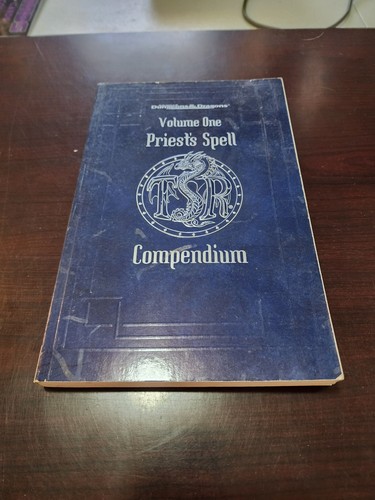 Dungeons & Dragons
Volume One
Priest's Spell
TSR
Compendium